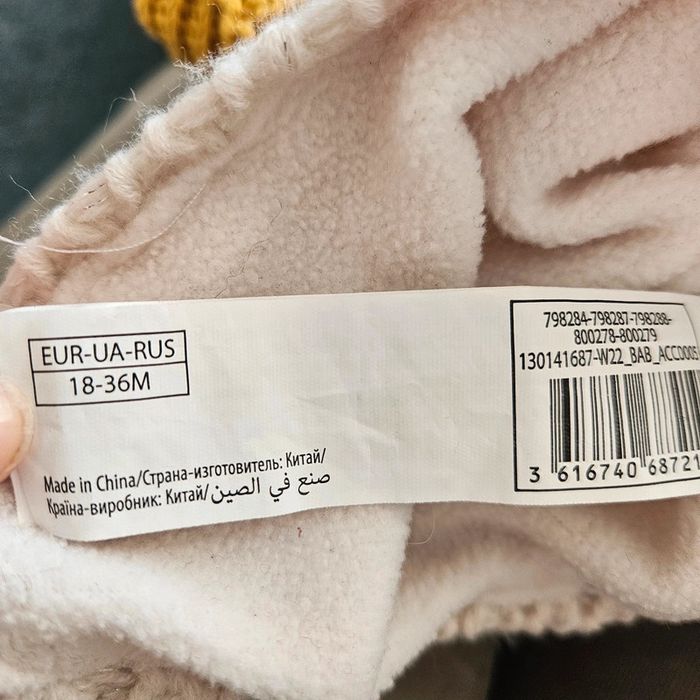 EUR-UA-RUS
18-36M
Made in China/Страна-изготовитель: Китай/
Країна-виробник: Китай/صنع في الصين
798284-798287-798288-
800278-800279
130141687-W22_BAB_ACC0005
3 616740 68721